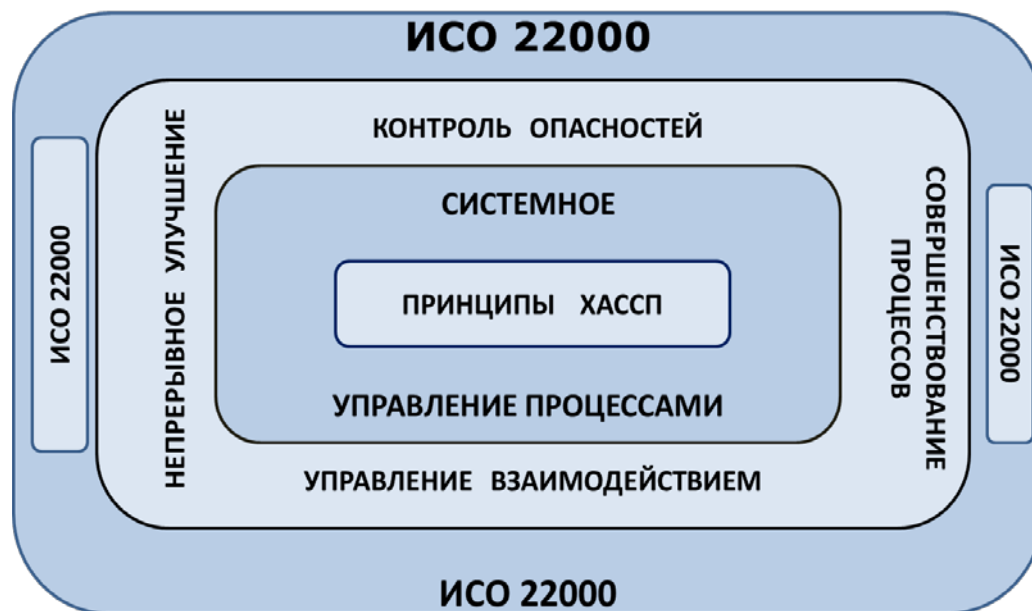 ИСО 22000
КОНТРОЛЬ ОПАСНОСТЕЙ
НЕПРЕРЫВНОЕ УЛУЧШЕНИЕ
ИСО 22000
СИСТЕМНОЕ
ПРИНЦИПЫ ХАССП
УПРАВЛЕНИЕ ПРОЦЕССАМИ
СОВЕРШЕНСТВОВАНИЕ
ПРОЦЕССОВ
ИСО 22000
УПРАВЛЕНИЕ ВЗАИМОДЕЙСТВИЕМ
ИСО 22000